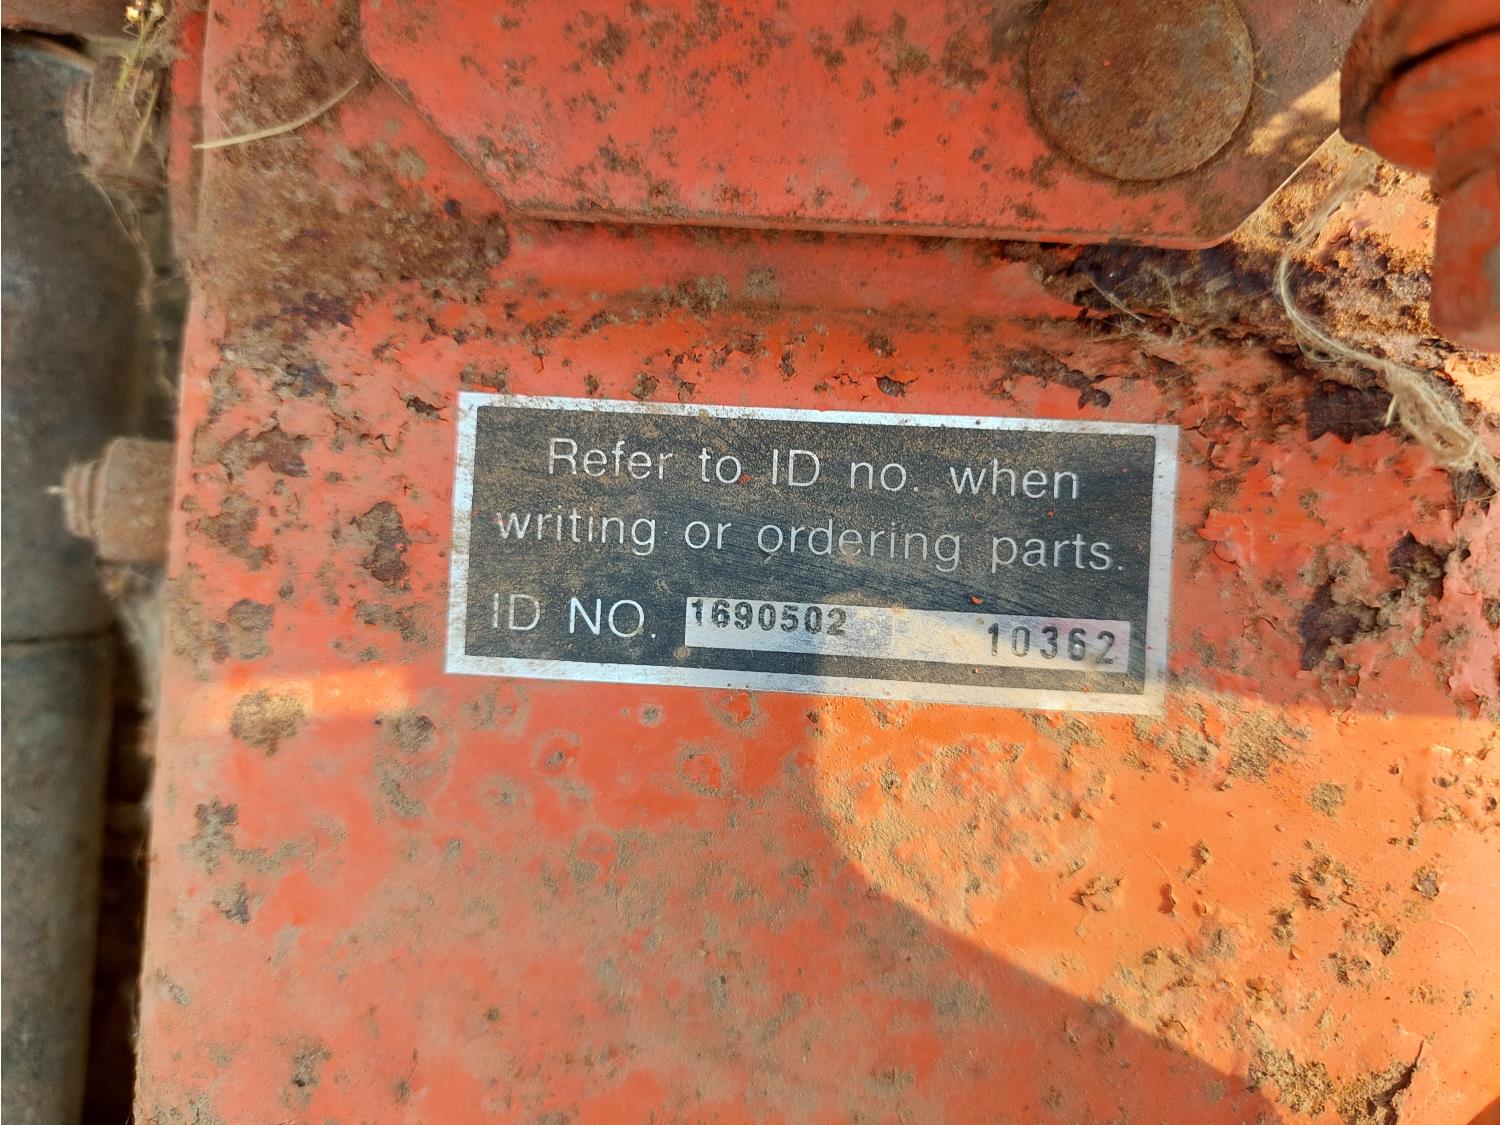 Refer to ID no. when
writing or ordering parts.
ID NO. 1690502 10362